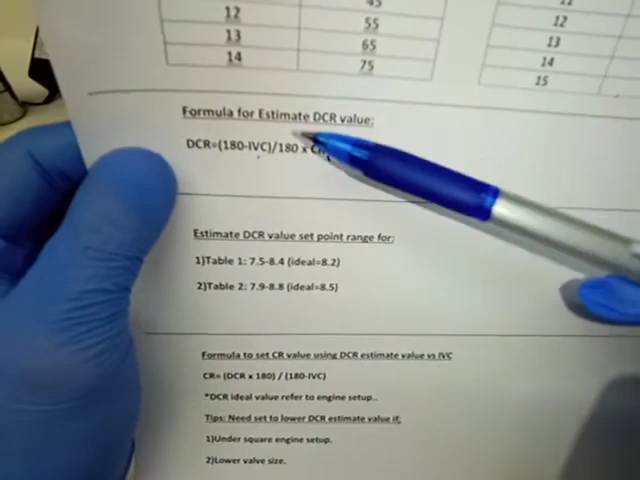 45
12 55
13 65
14 75
11
12
13
14
15
Formula for Estimate DCR value:
DCR=(180-IVC)/180 x
Estimate DCR value set point range for:
1)Table 1: 7.5-8.4 (ideal=8.2)
2)Table 2: 7.9-8.8 (ideal=8.5)
Formula to set CR value using DCR estimate value vs IVC
CR= (DCR x 180) / (180-IVC)
*DCR ideal value refer to engine setup..
Tips: Need set to lower DCR estimate value if;
1)Under square engine setup.
2)Lower valve size.